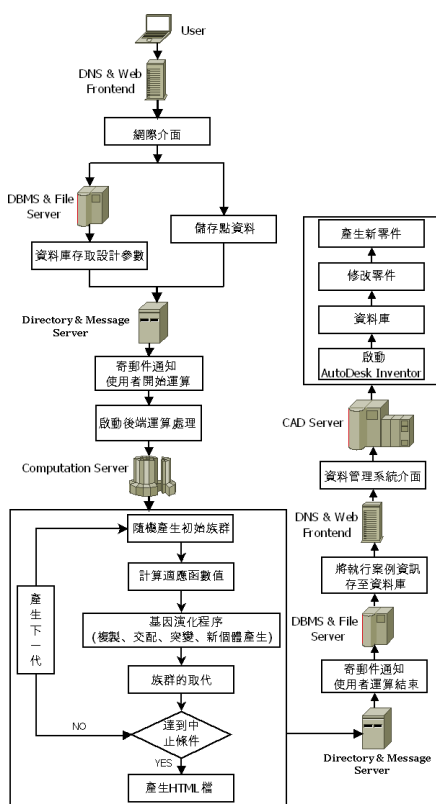 User
DNS & Web
Frontend
網際介面
DBMS & File
Server
資料庫存取設計參數
儲存點資料
Directory & Message
Server
寄郵件通知
使用者開始運算
啟動後端運算處理
Computation Server
隨機產生初始族群
計算適應函數值
基因演化程序
(複製、交配、突變、新個體產生)
族群的取代
達到中
止條件
NO
YES
產生HTML檔
產
生
下
一
代
Directory & Message
Server
寄郵件通知
使用者運算結束
DBMS & File
Server
將執行案例資訊
存至資料庫
DNS & Web
Frontend
資料管理系統介面
CAD Server
啟動
AutoDesk Inventor
資料庫
修改零件
產生新零件